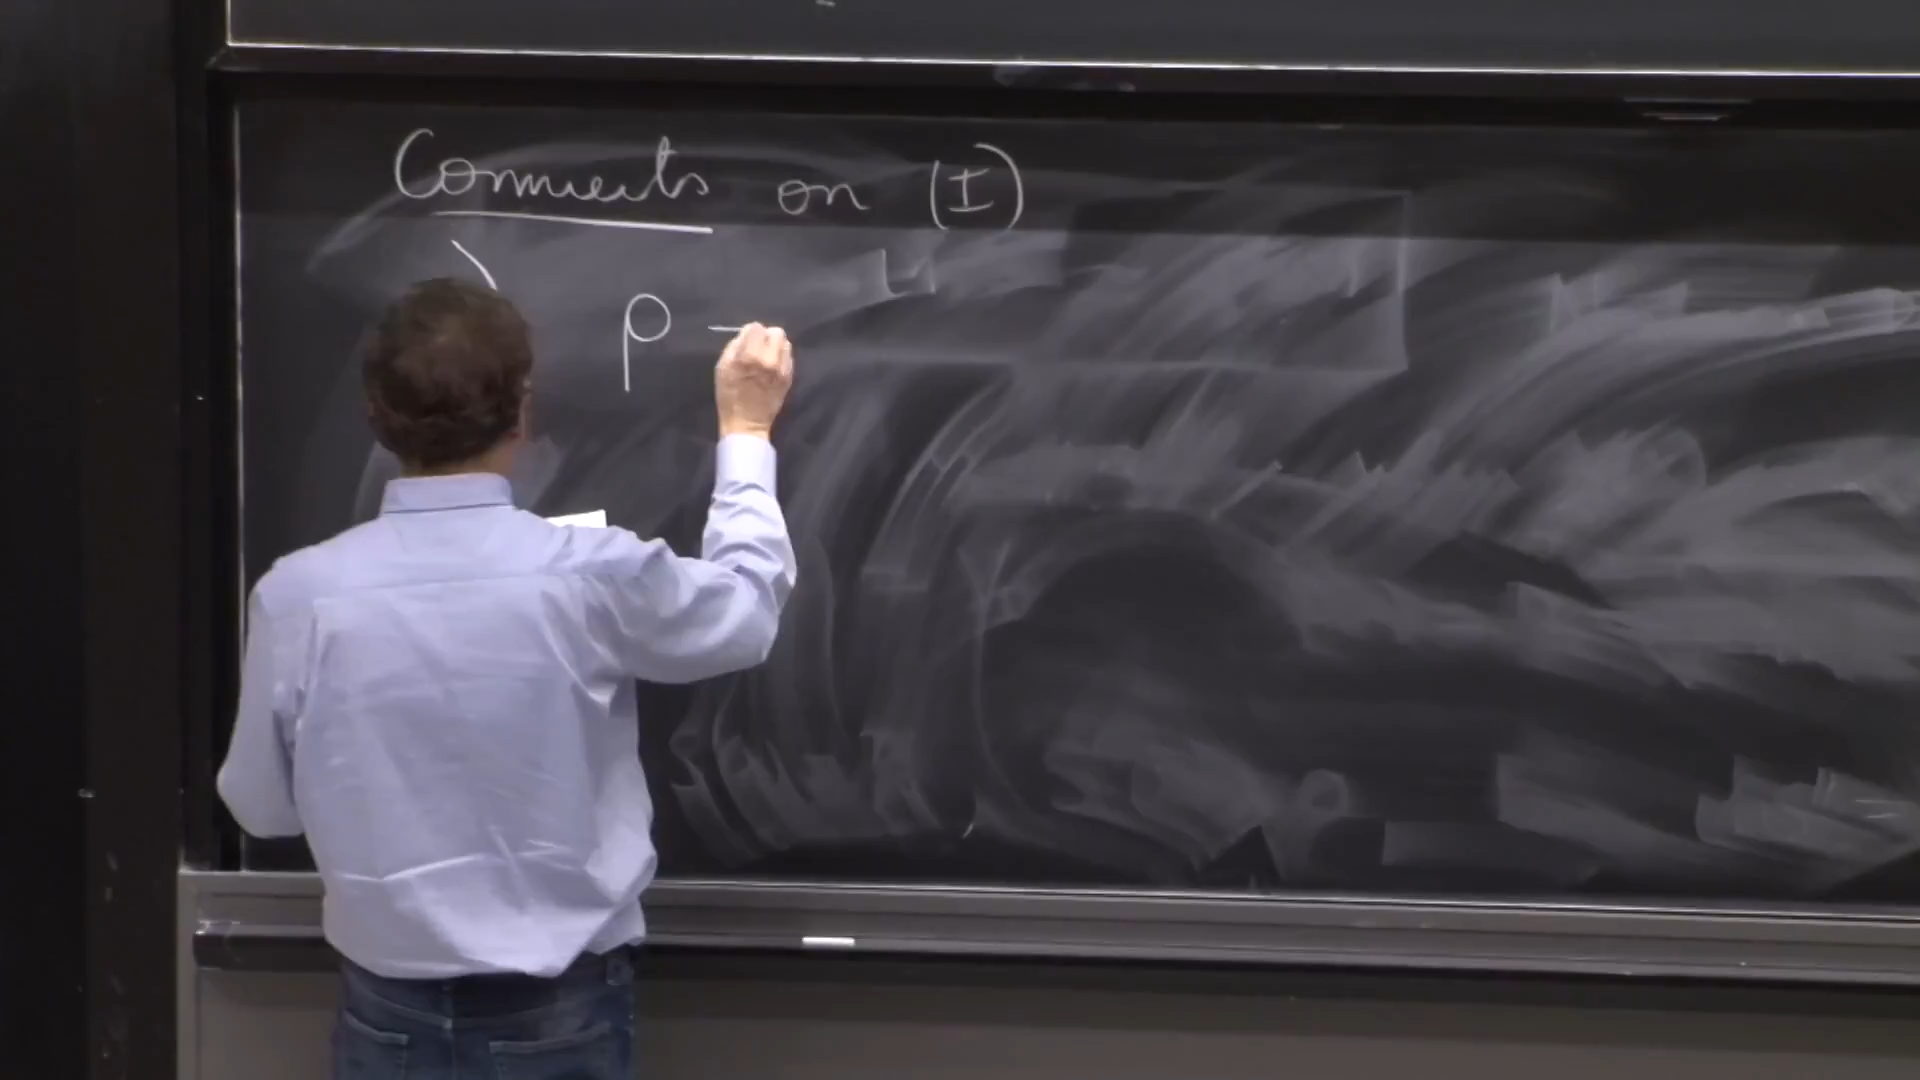 Comments on (I)
ρ -